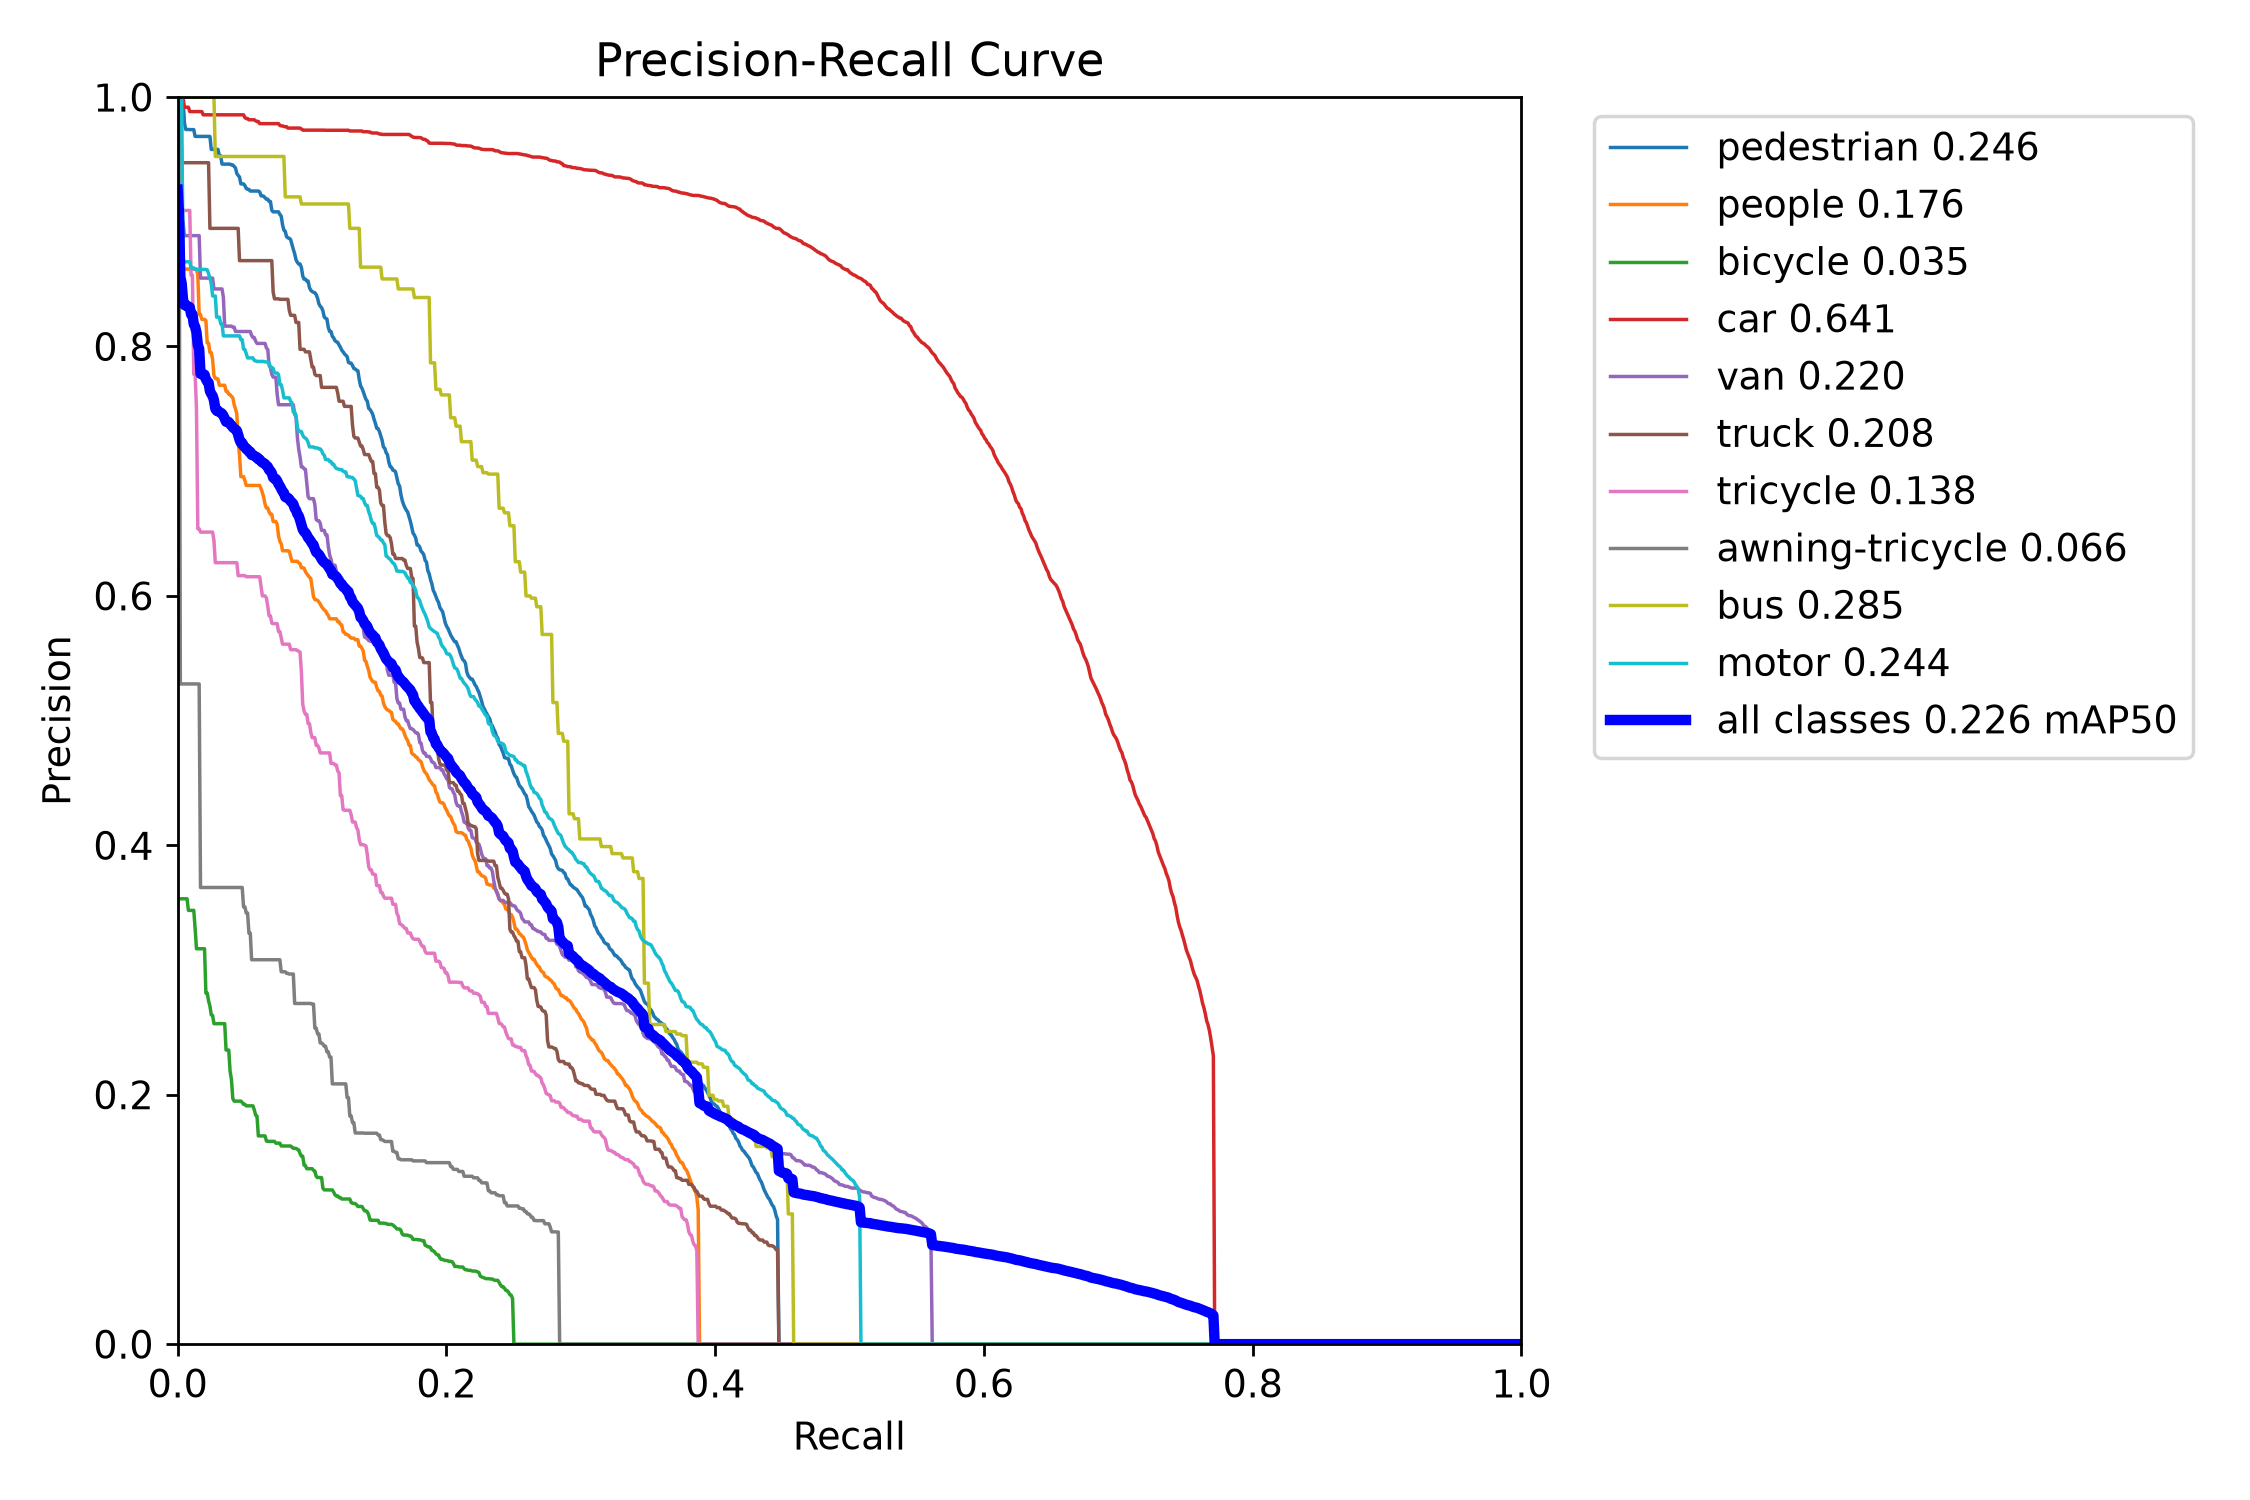 Precision-Recall Curve
1.0
0.8
0.6
0.4
0.2
0.0
Precision
0.0 0.2 0.4 0.6 0.8 1.0
Recall
pedestrian 0.246
people 0.176
bicycle 0.035
car 0.641
van 0.220
truck 0.208
tricycle 0.138
awning-tricycle 0.066
bus 0.285
motor 0.244
all classes 0.226 mAP50